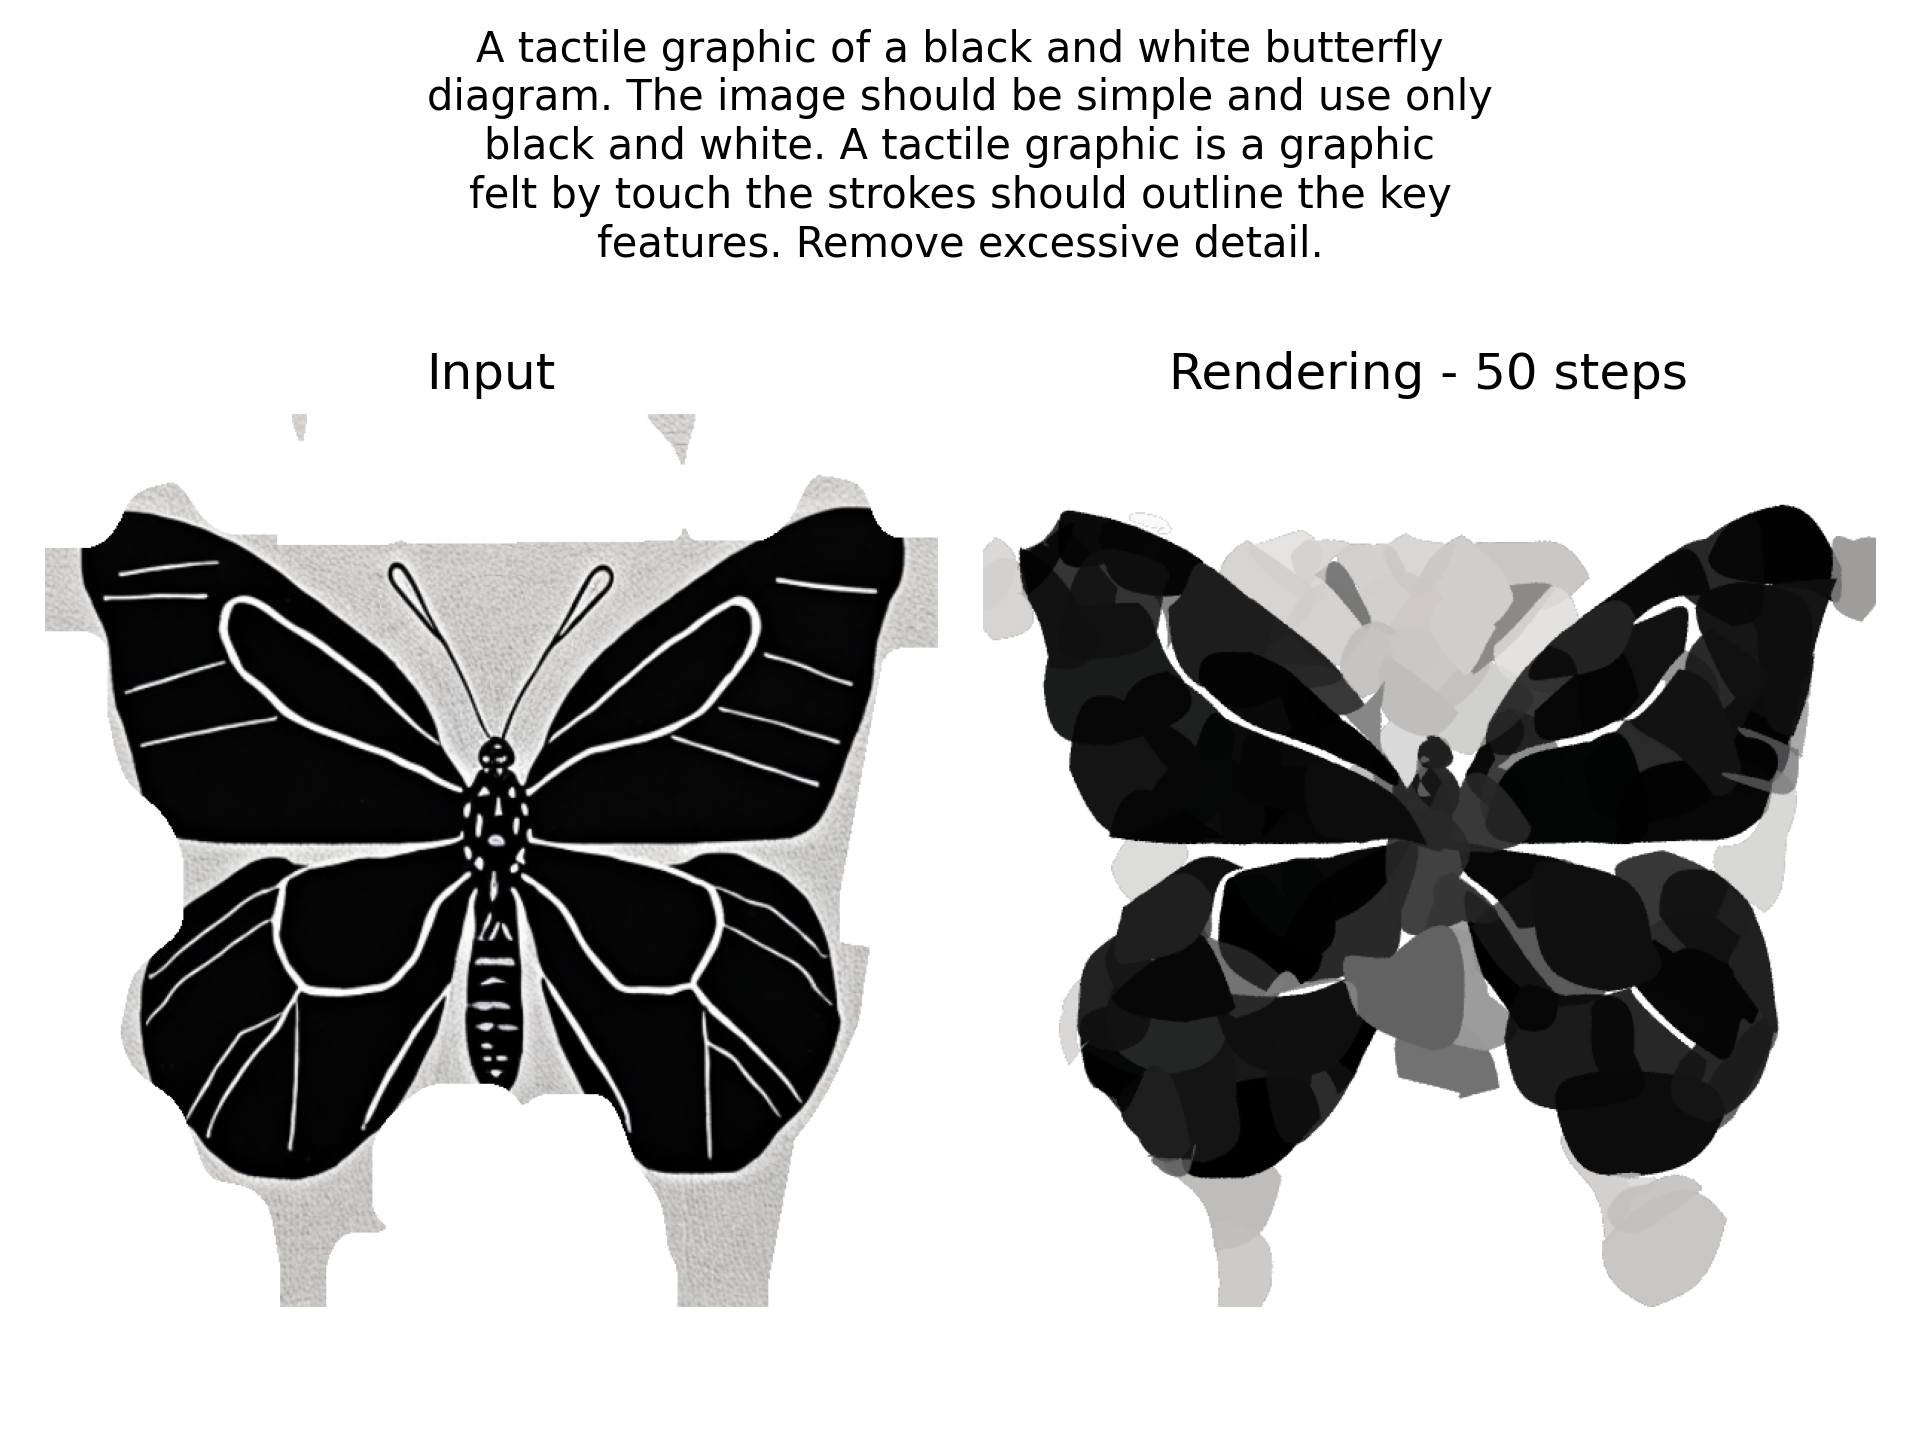 A tactile graphic of a black and white butterfly
diagram. The image should be simple and use only
black and white. A tactile graphic is a graphic
felt by touch the strokes should outline the key
features. Remove excessive detail.
Input
Rendering - 50 steps